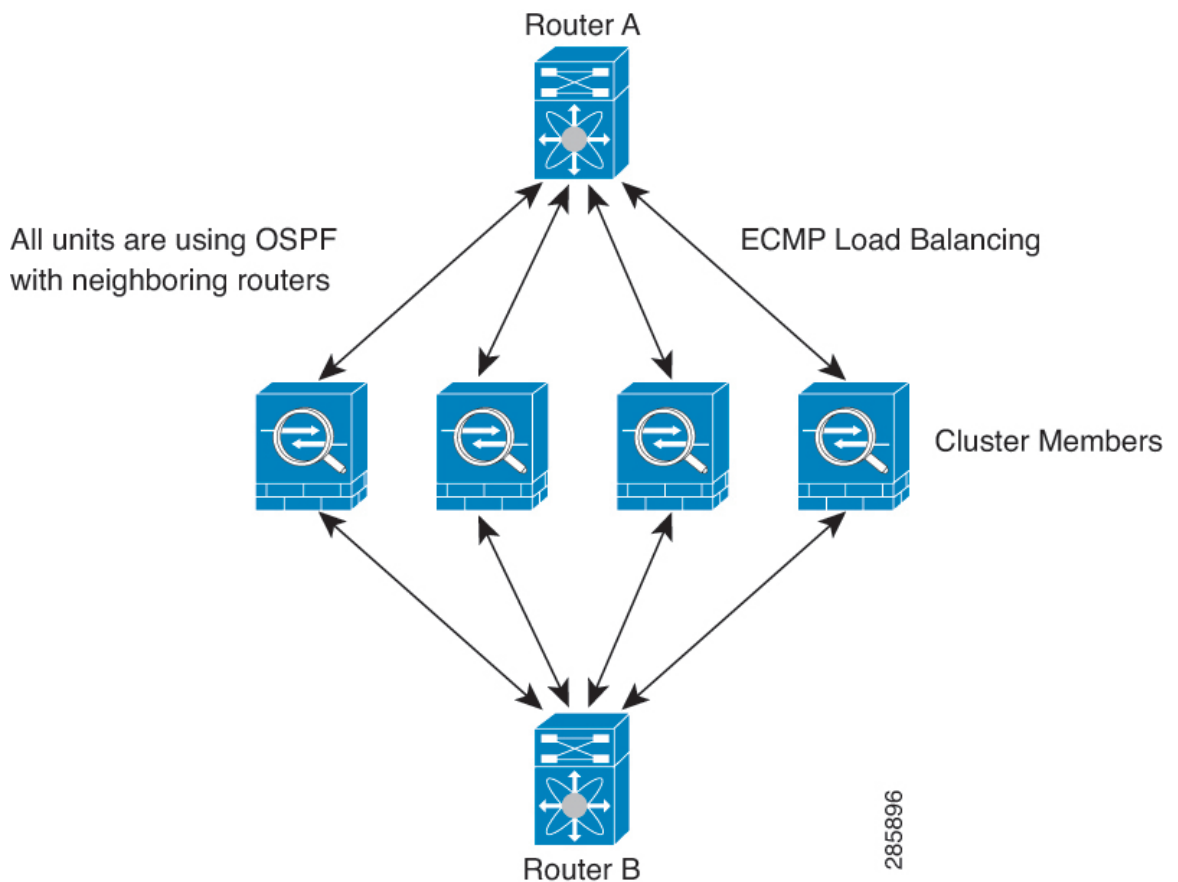 Router A
All units are using OSPF
with neighboring routers
ECMP Load Balancing
Cluster Members
Router B
285896